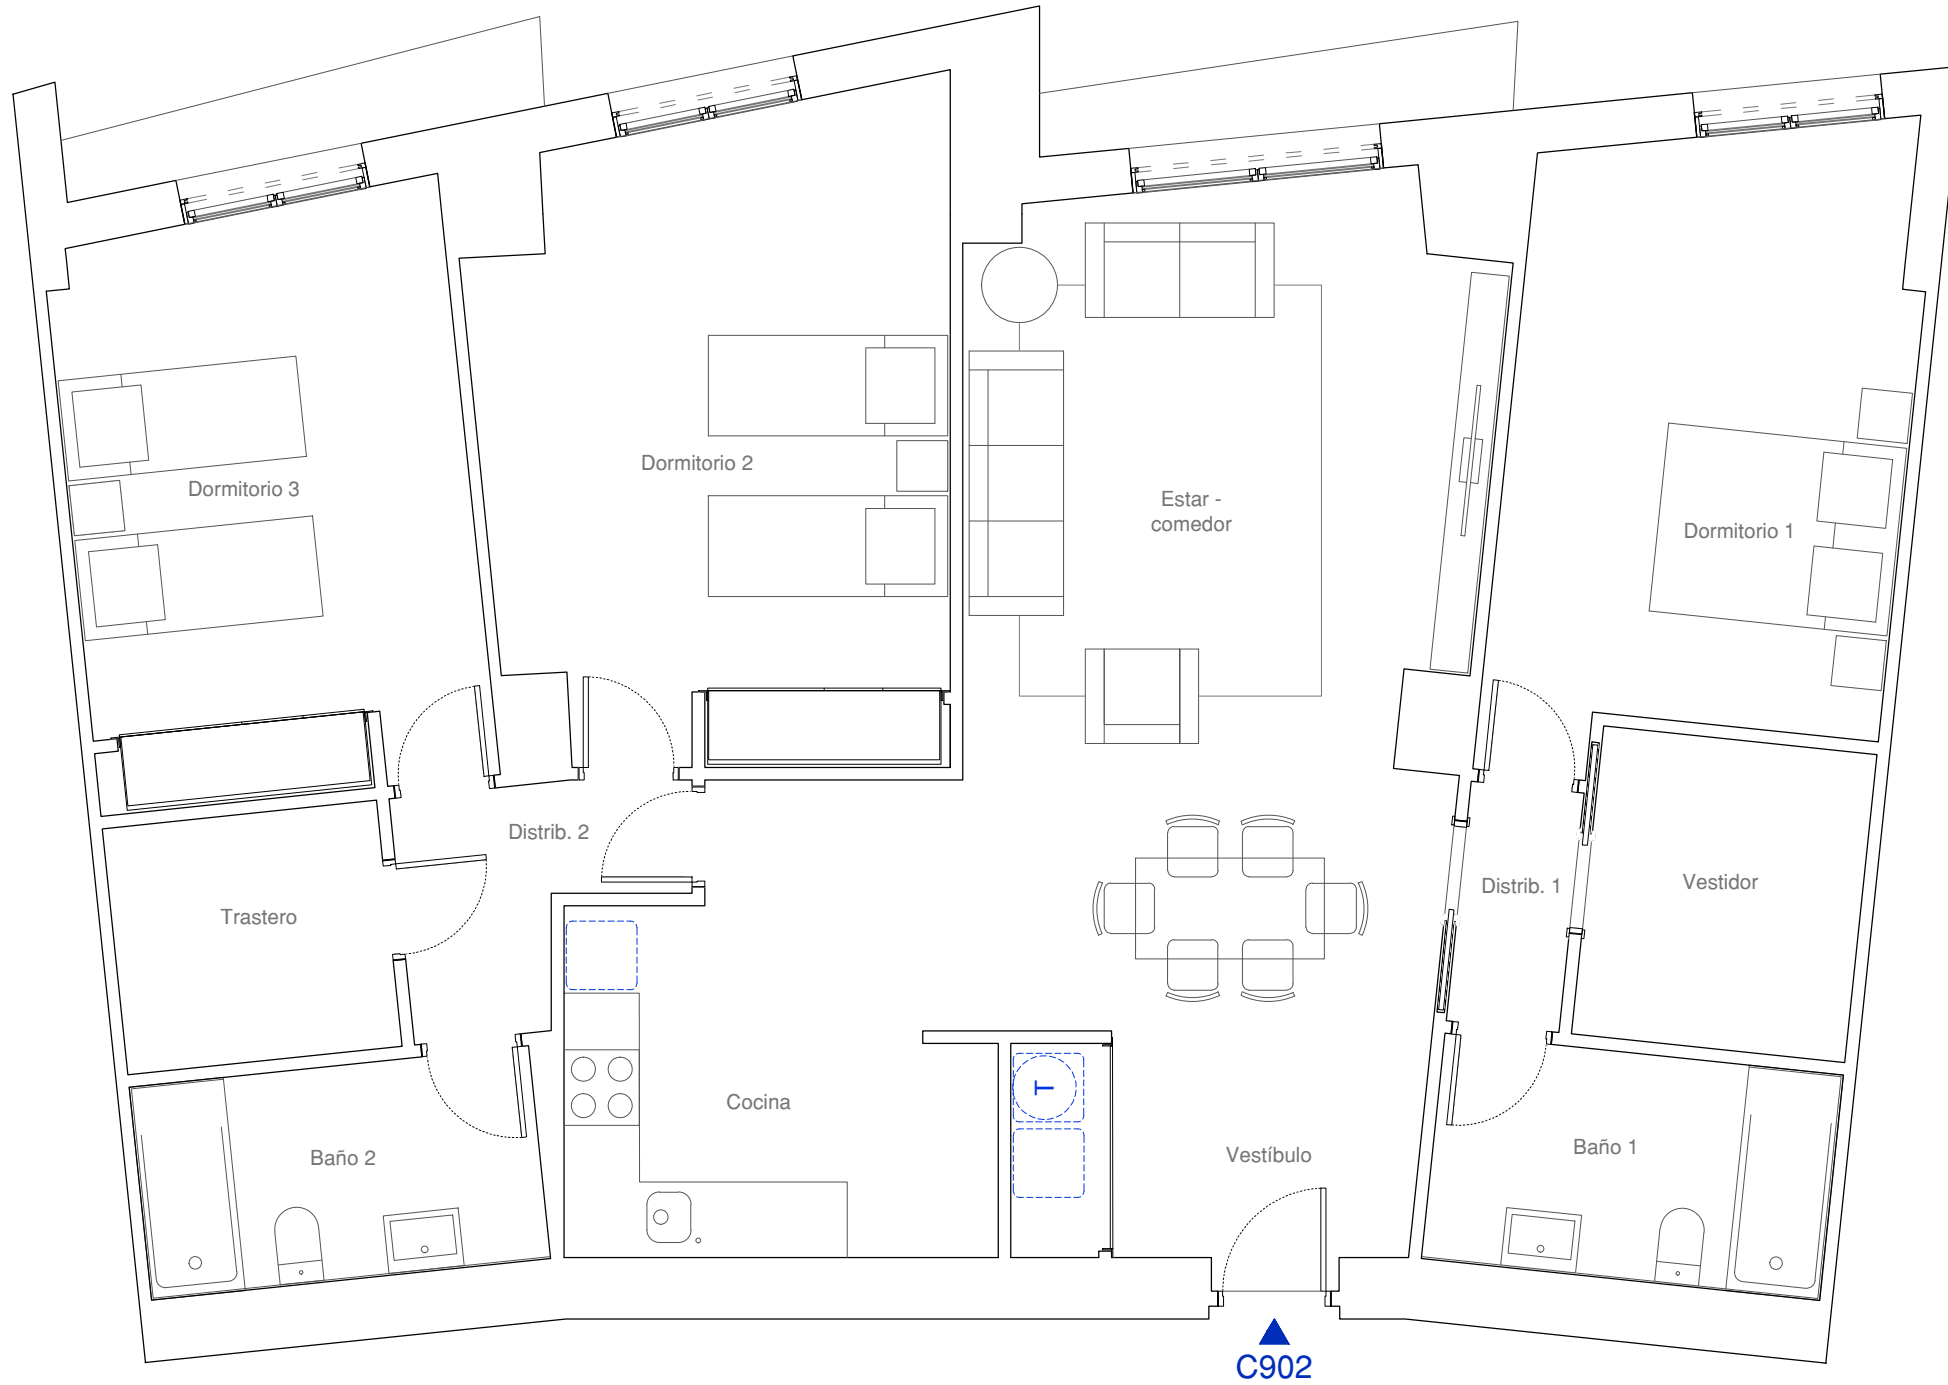 Dormitorio 2
Dormitorio 3
Estar -
comedor
Dormitorio 1
Distrib. 2
Distrib. 1
Vestidor
Trastero
Cocina
T
Baño 2
Vestíbulo
Baño 1
C902